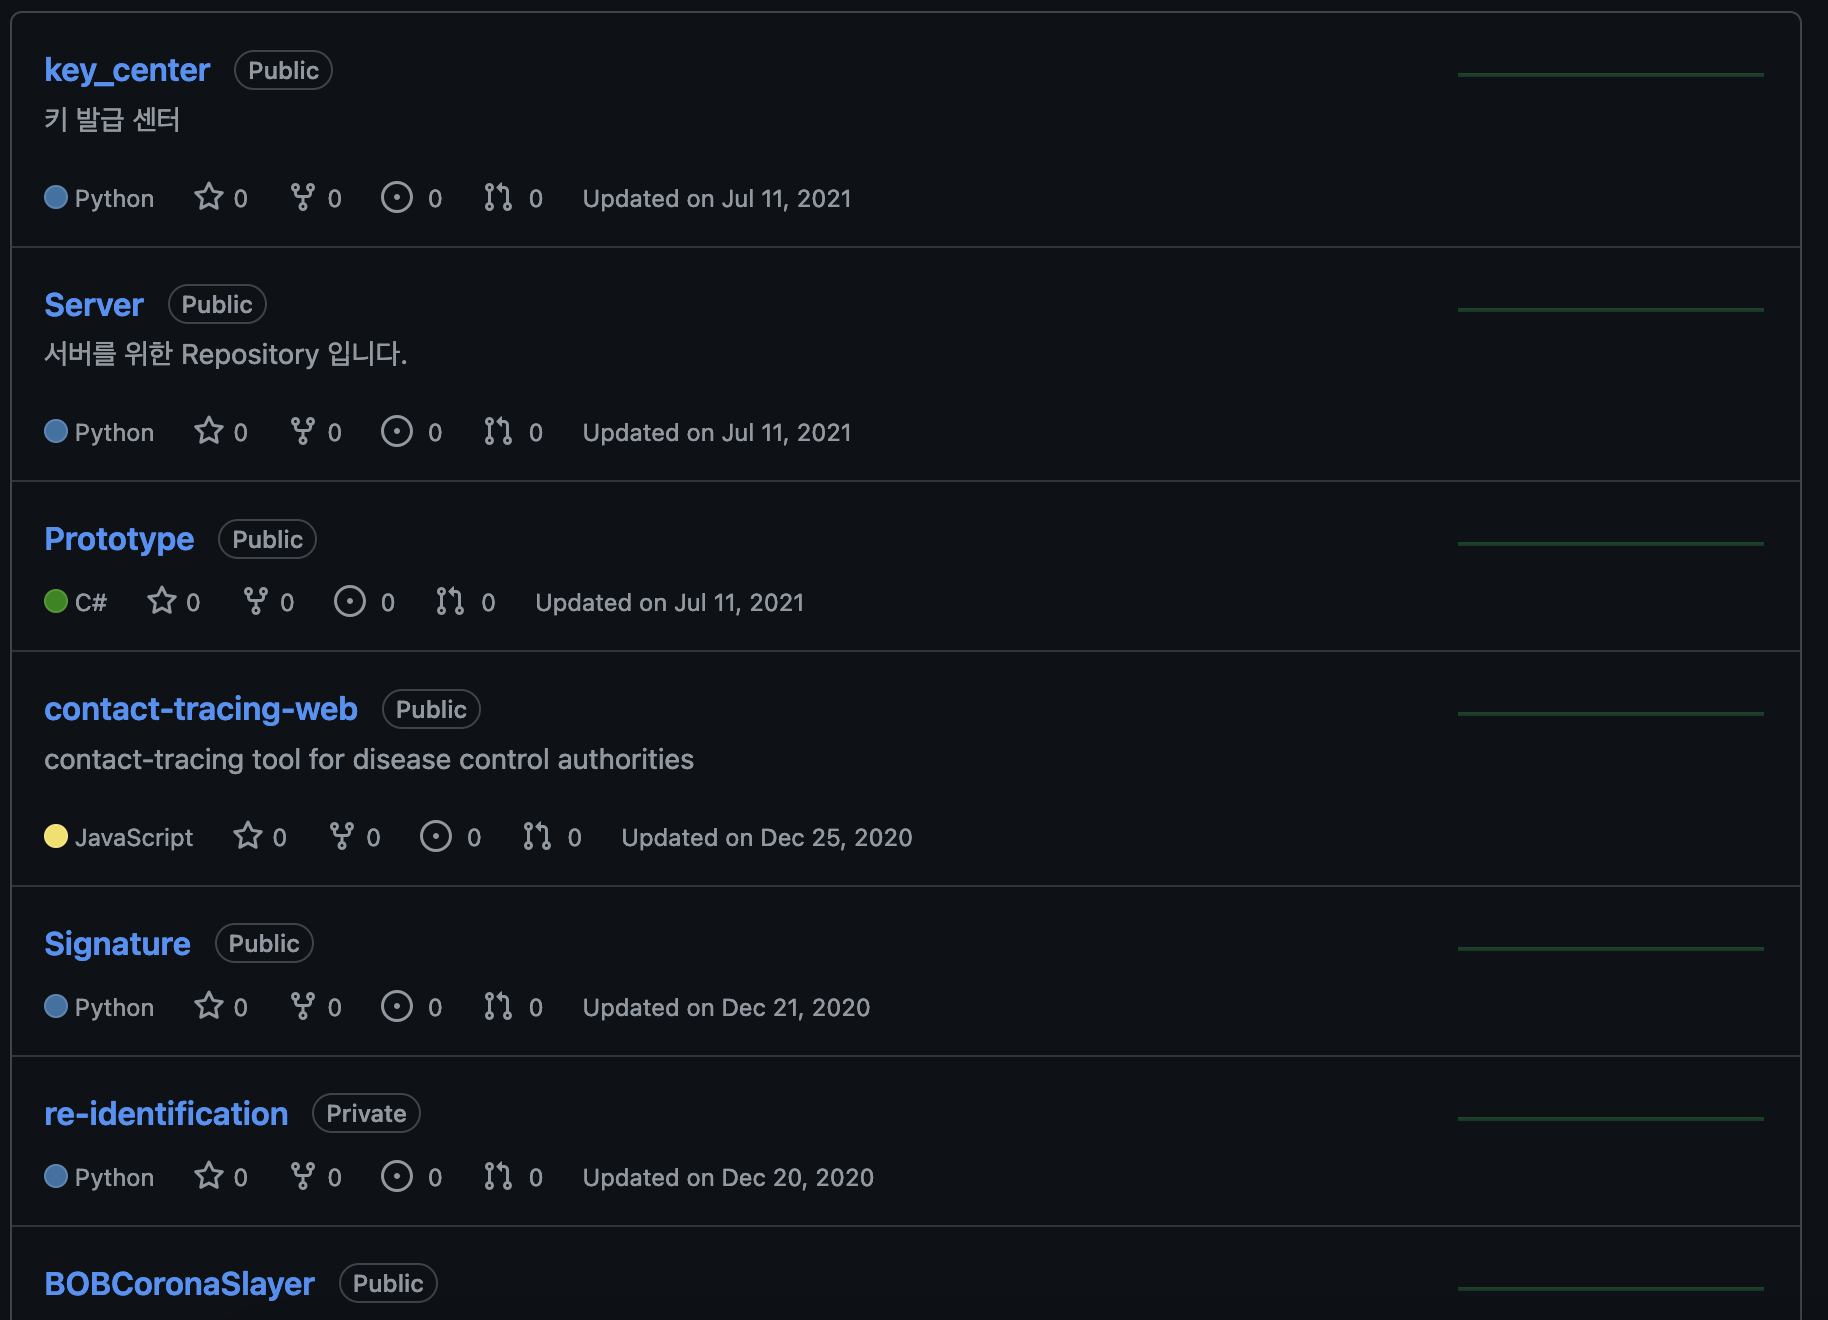 key_center Public
키 발급 센터
Python 0 0 0 0 Updated on Jul 11, 2021
Server Public
서버를 위한 Repository 입니다.
Python 0 0 0 0 Updated on Jul 11, 2021
Prototype Public
C# 0 0 0 0 Updated on Jul 11, 2021
contact-tracing-web Public
contact-tracing tool for disease control authorities
JavaScript 0 0 0 0 Updated on Dec 25, 2020
Signature Public
Python 0 0 0 0 Updated on Dec 21, 2020
re-identification Private
Python 0 0 0 0 Updated on Dec 20, 2020
BOBCoronaSlayer Public